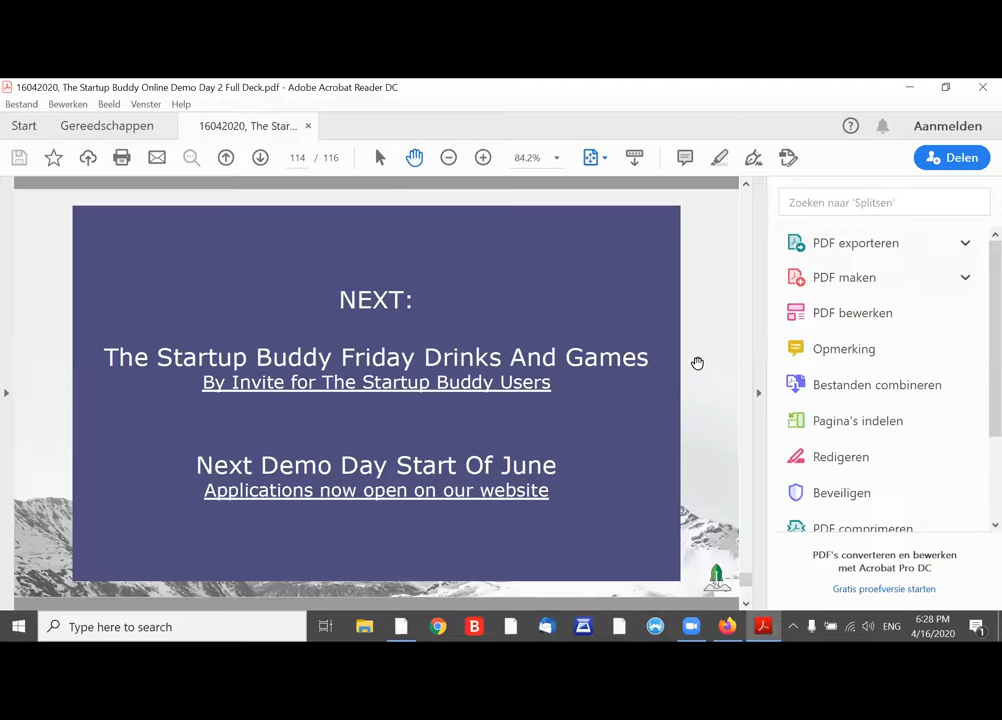 16042020, The Startup Buddy Online Demo Day 2 Full Deck.pdf - Adobe Acrobat Reader DC
Bestand Bewerken Beeld Venster Help
Start Gereedschappen 16042020, The Star... × Aanmelden
114 / 116 84.2% Delen
Zoeken naar 'Splitsen'
PDF exporteren
PDF maken
PDF bewerken
Opmerking
Bestanden combineren
Pagina's indelen
Redigeren
Beveiligen
PDF comprimeren
PDF's converteren en bewerken
met Acrobat Pro DC
Gratis proefversie starten
NEXT:
The Startup Buddy Friday Drinks And Games
By Invite for The Startup Buddy Users
Next Demo Day Start Of June
Applications now open on our website
Type here to search
B
ENG
6:28 PM
4/16/2020
1